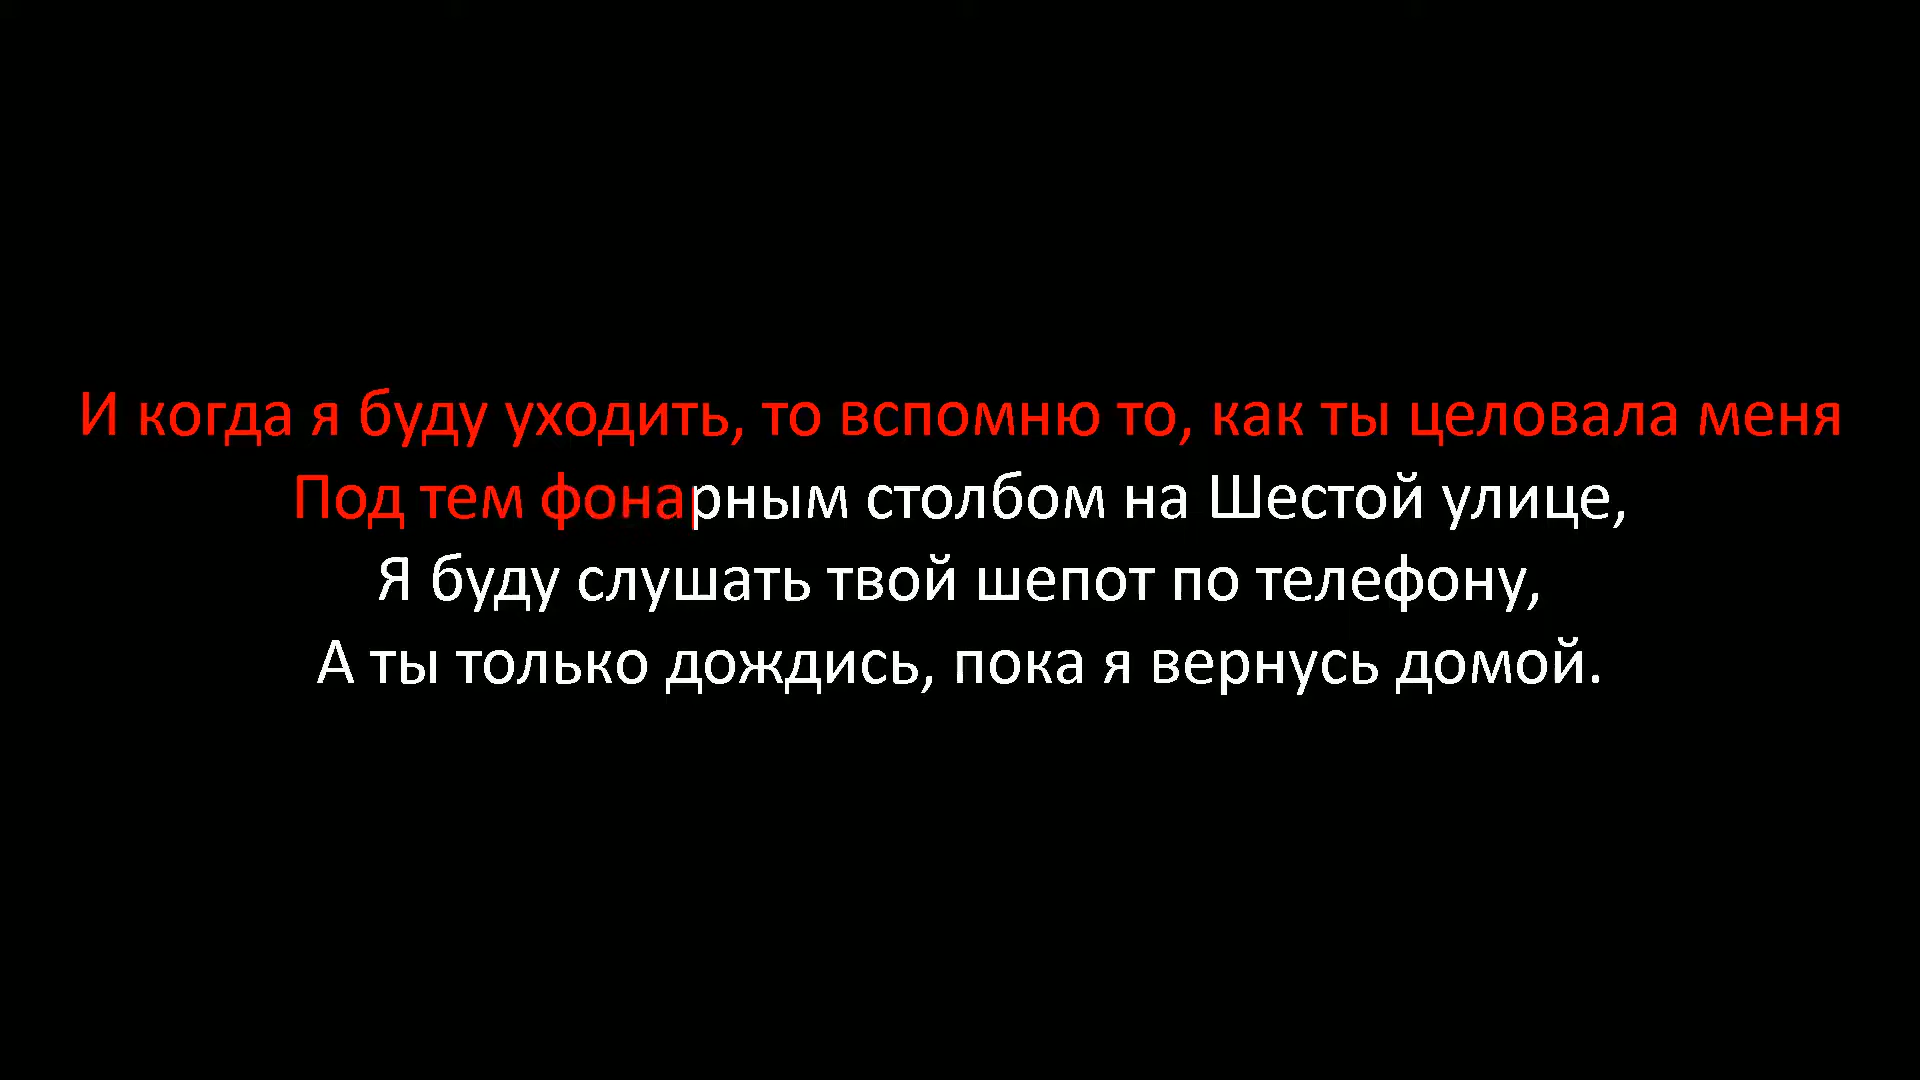 И когда я буду уходить, то вспомню то, как ты целовала меня
Под тем фонарным столбом на Шестой улице,
Я буду слушать твой шепот по телефону,
А ты только дождись, пока я вернусь домой.